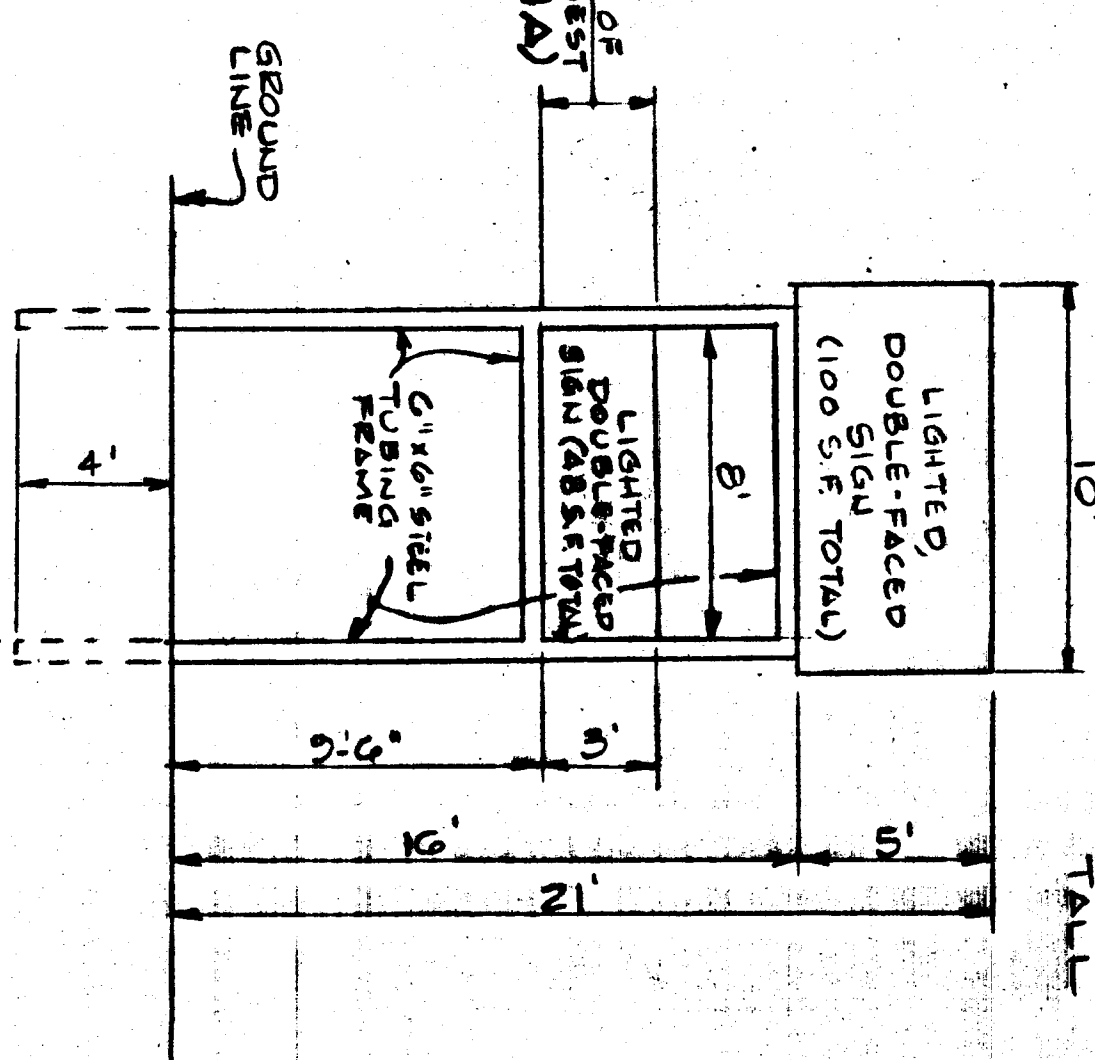 OF
EST
A)
GROUND
LINE
10'
TALL
LIGHTED,
DOUBLE-FACED
SIGN
(100 S.F. TOTAL)
LIGHTED
DOUBLE-FACED
SIGN (48 S.F. TOTAL)
8'
6" x 6" STEEL
TUBING
FRAME
4'
9'-6"
3'
16'
5'
21'